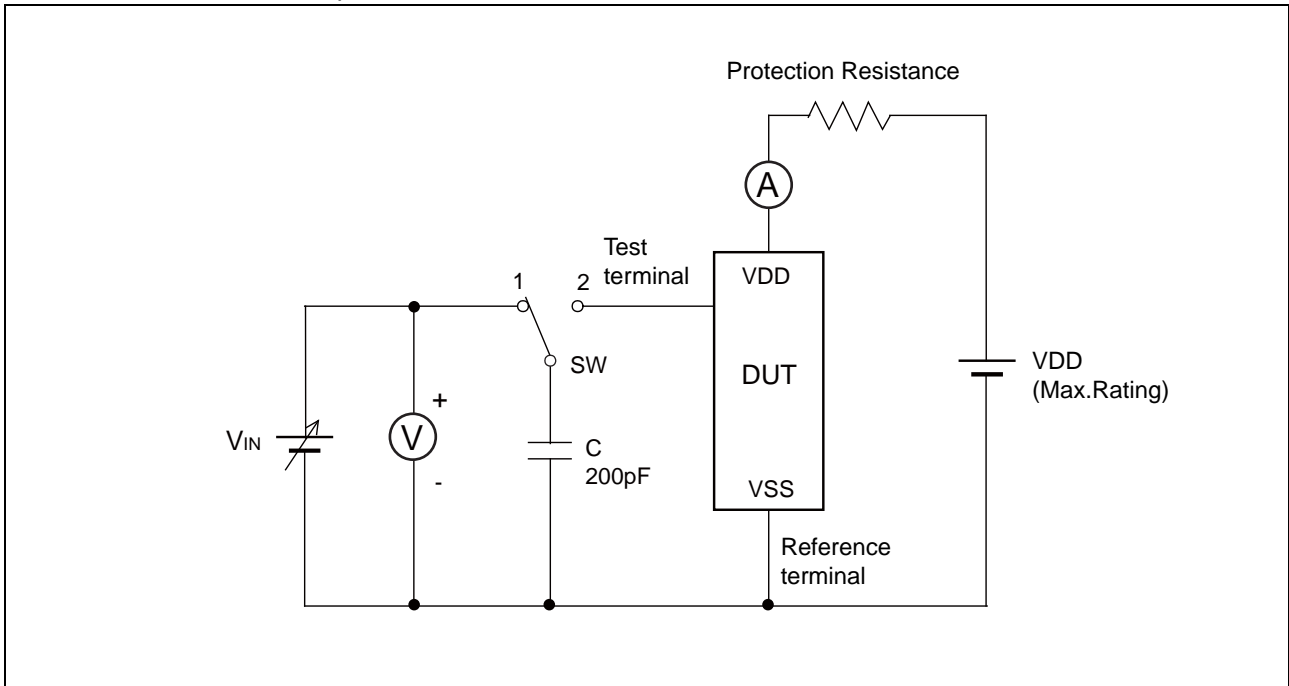 Protection Resistance
A
Test
terminal
1
2
VDD
SW
DUT
VDD
(Max.Rating)
VIN
+
V
-
C
200pF
VSS
Reference
terminal